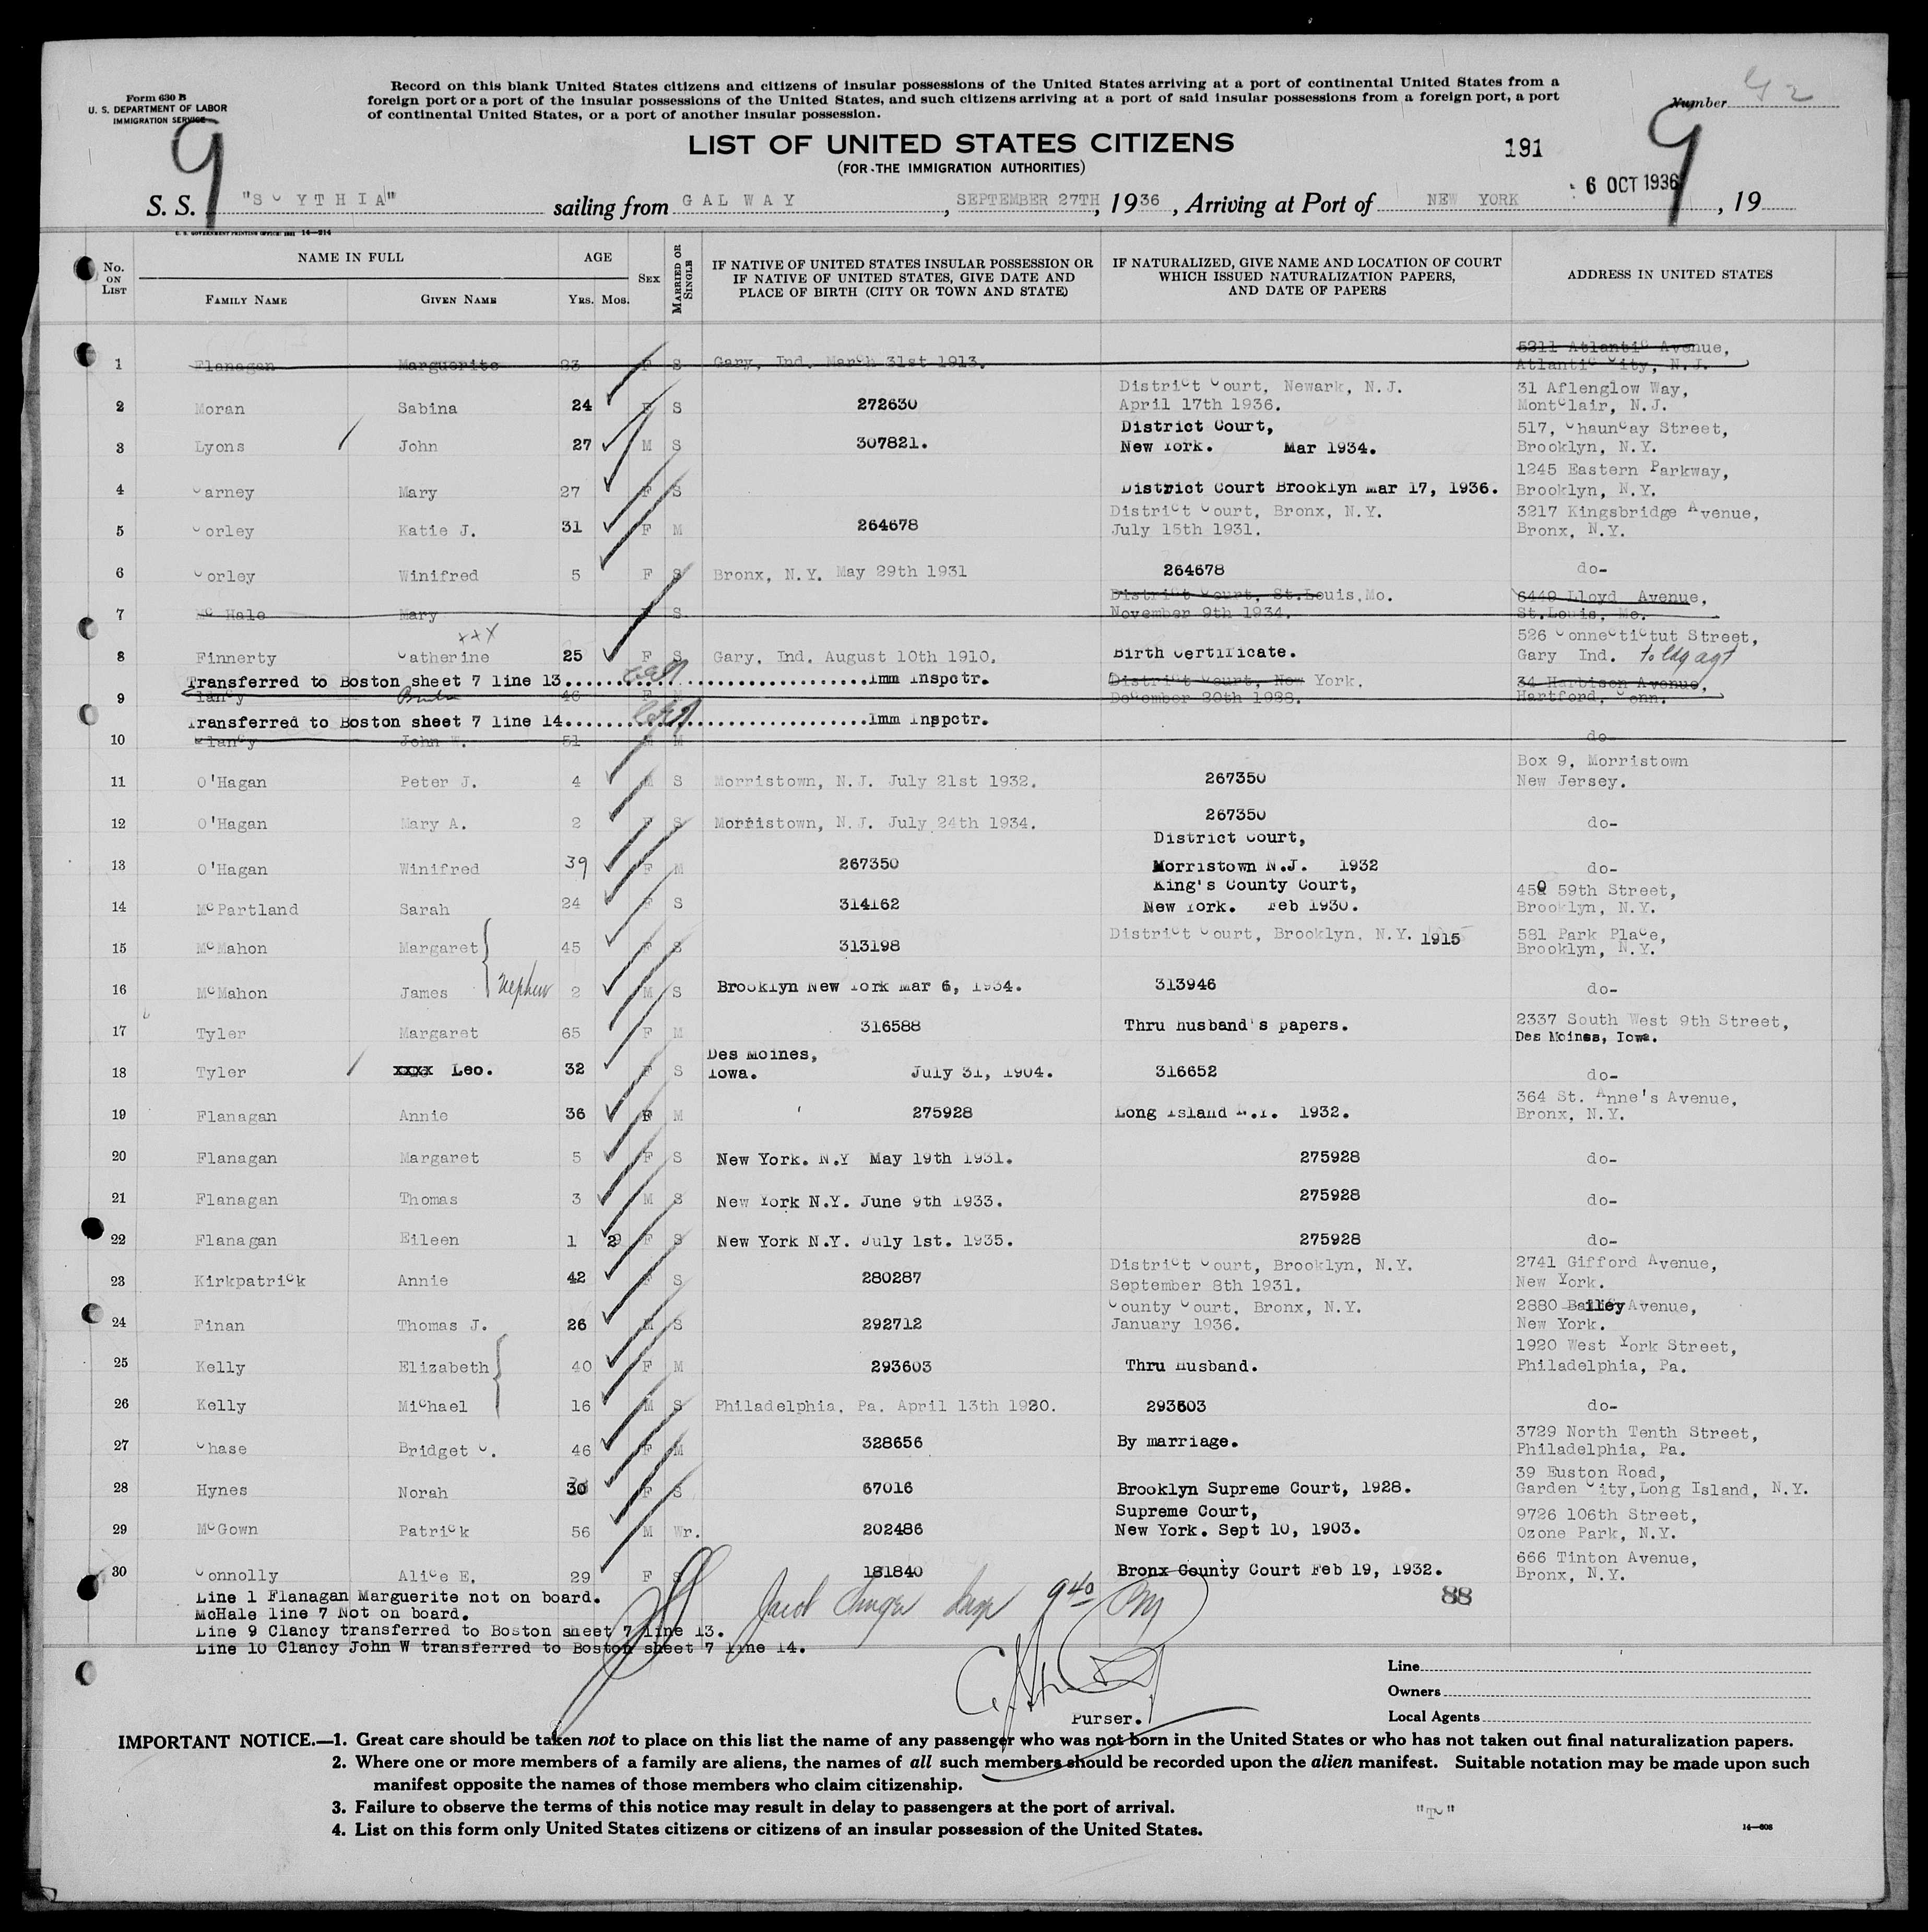 Form 630 B
U. S. DEPARTMENT OF LABOR
IMMIGRATION SERVICE
Record on this blank United States citizens and citizens of insular possessions of the United States arriving at a port of continental United States from a
foreign port or a port of the insular possessions of the United States, and such citizens arriving at a port of said insular possessions from a foreign port, a port
of continental United States, or a port of another insular possession.
Number 42
9
9
LIST OF UNITED STATES CITIZENS
(FOR THE IMMIGRATION AUTHORITIES)
191
S. S. "SCYTHIA" sailing from GALWAY, SEPTEMBER 27TH, 1936, Arriving at Port of NEW YORK 6 OCT 1936, 19
U. S. GOVERNMENT PRINTING OFFICE: 1931 14—214
No. ON LIST
NAME IN FULL
FAMILY NAME
GIVEN NAME
AGE
YRS. MOS.
SEX
MARRIED OR SINGLE
IF NATIVE OF UNITED STATES INSULAR POSSESSION OR
IF NATIVE OF UNITED STATES, GIVE DATE AND
PLACE OF BIRTH (CITY OR TOWN AND STATE)
IF NATURALIZED, GIVE NAME AND LOCATION OF COURT
WHICH ISSUED NATURALIZATION PAPERS,
AND DATE OF PAPERS
ADDRESS IN UNITED STATES
5211 Atlantic Avenue,
1 Flanagan Marguerite 23 F S Gary, Ind. March 31st 1913. Atlantic City, N.J.
District Court, Newark, N.J. 31 Aflenglow Way,
2 Moran Sabina 24 F S 272630 April 17th 1936. Montclair, N.J.
District Court, 517, Chauncay Street,
3 Lyons John 27 M S 307821. New York. Mar 1934. Brooklyn, N.Y.
1245 Eastern Parkway,
4 Carney Mary 27 F S District Court Brooklyn Mar 17, 1936. Brooklyn, N.Y.
District Court, Bronx, N.Y. 3217 Kingsbridge Avenue,
5 Corley Katie J. 31 F M 264678 July 15th 1931. Bronx, N.Y.
6 Corley Winifred 5 F S Bronx, N.Y. May 29th 1931 264678 do-
District Court, St.Louis,Mo. 6449 Lloyd Avenue,
7 Mc Hale Mary F S November 9th 1934. St.Louis, Mo.
xxx 526 Connecticut Street,
8 Finnerty Catherine 25 F S Gary, Ind. August 10th 1910. Birth Certificate. Gary Ind. to ldg agt
Transferred to Boston sheet 7 line 13..........Imm Inspctr. District Court, New York. 34 Harbison Avenue,
9 Clancy 46 F M December 20th 1928. Hartford, Conn.
Transferred to Boston sheet 7 line 14..........Imm Inspctr.
10 Clancy John W. 51 M M do
Box 9, Morristown
11 O'Hagan Peter J. 4 M S Morristown, N.J. July 21st 1932. 267350 New Jersey.
12 O'Hagan Mary A. 2 F S Morristown, N.J. July 24th 1934. 267350 do-
District Court,
13 O'Hagan Winifred 39 F M 267350 Morristown N.J. 1932 do-
King's County Court, 450 59th Street,
14 McPartland Sarah 24 F S 314162 New York. Feb 1930. Brooklyn, N.Y.
District Court, Brooklyn, N.Y. 1915 581 Park Place,
15 McMahon Margaret 45 F S 313198 Brooklyn, N.Y.
16 McMahon James nephew 2 M S Brooklyn New York Mar 6, 1934. 313946 do-
2337 South West 9th Street,
17 Tyler Margaret 65 F M 316588 Thru husband's papers. Des Moines, Iowa.
Des Moines,
18 Tyler xxxx Leo. 32 F S Iowa. July 31, 1904. 316652 do-
364 St. Anne's Avenue,
19 Flanagan Annie 36 F M 275928 Long Island N.Y. 1932. Bronx, N.Y.
20 Flanagan Margaret 5 F S New York. N.Y May 19th 1931. 275928 do-
21 Flanagan Thomas 3 M S New York N.Y. June 9th 1933. 275928 do-
22 Flanagan Eileen 1 2 F S New York N.Y. July 1st. 1935. 275928 do-
District Court, Brooklyn, N.Y. 2741 Gifford Avenue,
23 Kirkpatrick Annie 42 F S 280287 September 8th 1931. New York.
County Court, Bronx, N.Y. 2880 Bailey Avenue,
24 Finan Thomas J. 26 M S 292712 January 1936. New York.
1920 West York Street,
25 Kelly Elizabeth 40 F M 293603 Thru husband. Philadelphia, Pa.
26 Kelly Michael 16 M S Philadelphia, Pa. April 13th 1920. 293603 do-
3729 North Tenth Street,
27 Chase Bridget C. 46 F M 328656 By marriage. Philadelphia, Pa.
39 Euston Road,
28 Hynes Norah 30 F S 67016 Brooklyn Supreme Court, 1928. Garden City,Long Island, N.Y.
Supreme Court, 9726 106th Street,
29 McGown Patrick 56 M Wr. 202486 New York. Sept 10, 1903. Ozone Park, N.Y.
666 Tinton Avenue,
30 Connolly Alice E. 29 F S 181840 Bronx County Court Feb 19, 1932. Bronx, N.Y.
Line 1 Flanagan Marguerite not on board.
McHale line 7 Not on board.
Line 9 Clancy transferred to Boston sheet 7 line 13.
Line 10 Clancy John W transferred to Boston sheet 7 line 14.
Jacob 9 40 Pm
88
Purser.
Line
Owners
Local Agents
IMPORTANT NOTICE.—1. Great care should be taken not to place on this list the name of any passenger who was not born in the United States or who has not taken out final naturalization papers.
2. Where one or more members of a family are aliens, the names of all such members should be recorded upon the alien manifest. Suitable notation may be made upon such
manifest opposite the names of those members who claim citizenship.
3. Failure to observe the terms of this notice may result in delay to passengers at the port of arrival.
4. List on this form only United States citizens or citizens of an insular possession of the United States.
"TC"
14—608